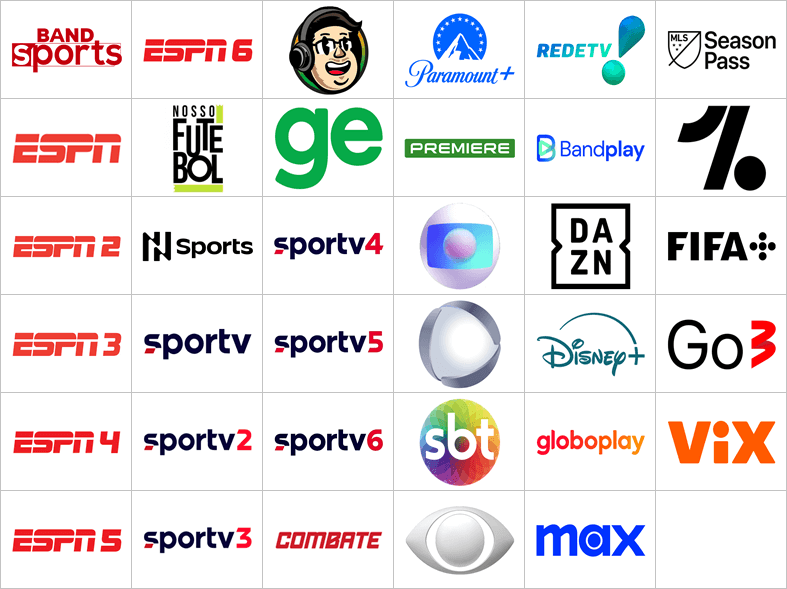 BAND
sports
ESPN 6
Paramount+
REDETV
MLS
Season
Pass
ESPN
NOSSO
FUTE
BOL
ge
PREMIERE
Bandplay
1.
ESPN 2
N Sports
sportv4
DA
ZN
FIFA+
ESPN 3
sportv
sportv5
Disney+
Go3
ESPN 4
sportv2
sportv6
sbt
globoplay
ViX
ESPN 5
sportv3
COMBATE
max